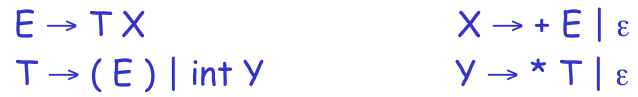 E → T X X → + E | ε
T → ( E ) | int Y Y → * T | ε